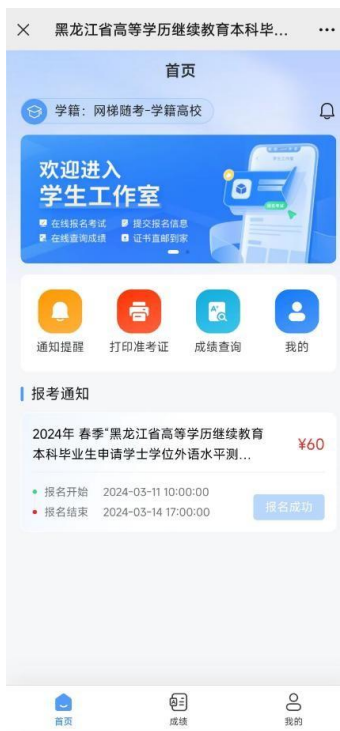 黑龙江省高等学历继续教育本科毕...
首页
学籍：网梯随考-学籍高校
欢迎进入
学生工作室
在线报名考试 提交报名信息
在线查询成绩 证书直邮到家
通知提醒 打印准考证 成绩查询 我的
报考通知
2024年 春季"黑龙江省高等学历继续教育
本科毕业生申请学士学位外语水平测...
¥60
报名开始 2024-03-11 10:00:00
报名结束 2024-03-14 17:00:00
报名成功
首页 成绩 我的